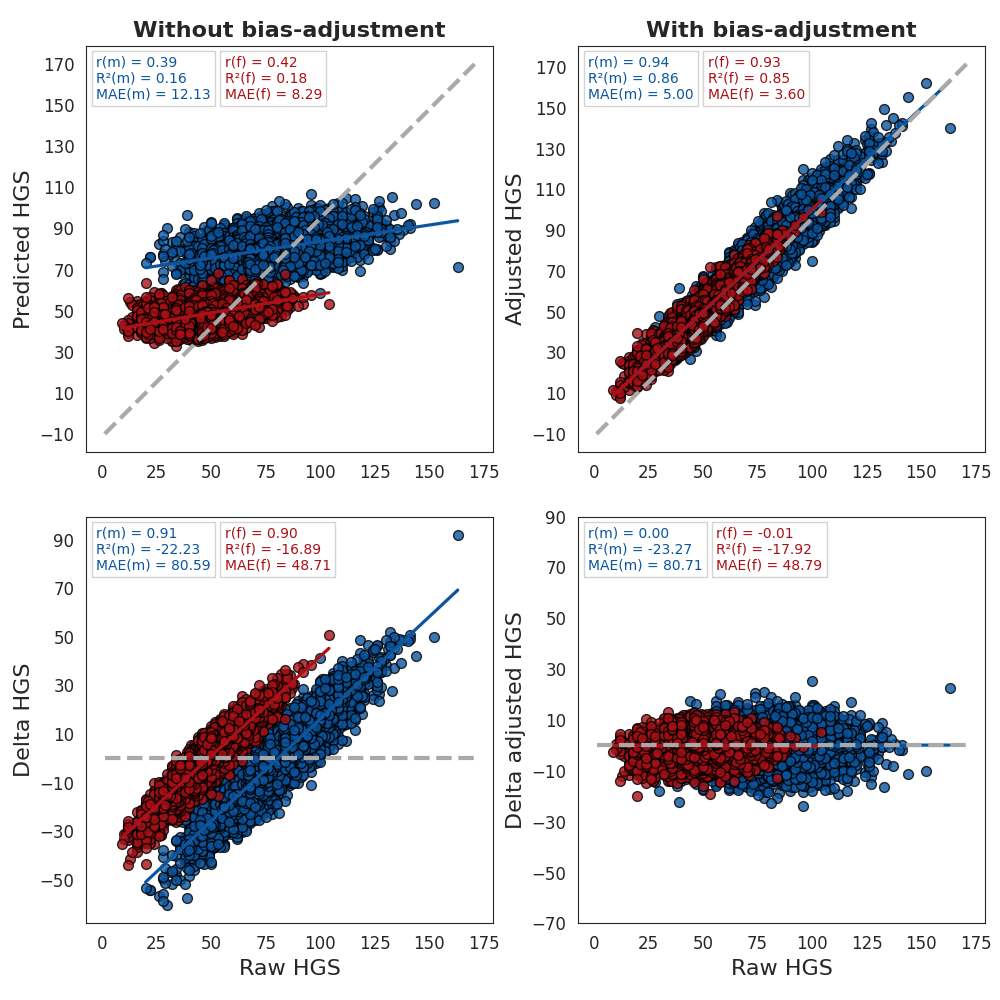 Without bias-adjustment
With bias-adjustment
r(m) = 0.39
R²(m) = 0.16
MAE(m) = 12.13
r(f) = 0.42
R²(f) = 0.18
MAE(f) = 8.29
170
150
130
110
90
70
50
30
10
−10
Predicted HGS
0 25 50 75 100 125 150 175
r(m) = 0.94
R²(m) = 0.86
MAE(m) = 5.00
r(f) = 0.93
R²(f) = 0.85
MAE(f) = 3.60
170
150
130
110
90
70
50
30
10
−10
Adjusted HGS
0 25 50 75 100 125 150 175
r(m) = 0.91
R²(m) = -22.23
MAE(m) = 80.59
r(f) = 0.90
R²(f) = -16.89
MAE(f) = 48.71
90
70
50
30
10
−10
−30
−50
Delta HGS
0 25 50 75 100 125 150 175
Raw HGS
r(m) = 0.00
R²(m) = -23.27
MAE(m) = 80.71
r(f) = -0.01
R²(f) = -17.92
MAE(f) = 48.79
90
70
50
30
10
−10
−30
−50
−70
Delta adjusted HGS
0 25 50 75 100 125 150 175
Raw HGS